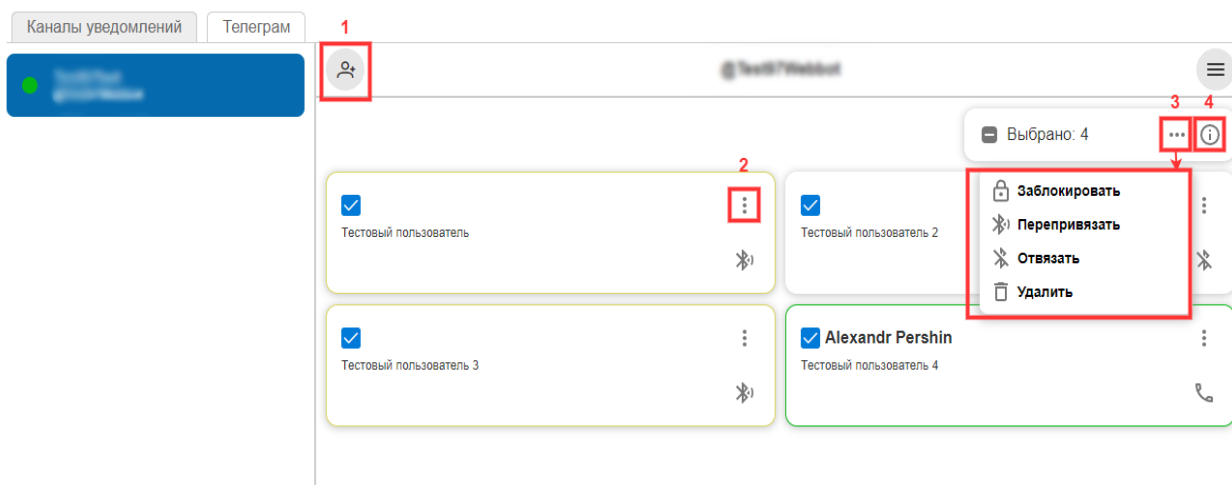 Каналы уведомлений
Телеграм
1
@Test97Webbot
3
4
Выбрано: 4
2
Заблокировать
Перепривязать
Отвязать
Удалить
Тестовый пользователь
Тестовый пользователь 2
Alexandr Pershin
Тестовый пользователь 3
Тестовый пользователь 4